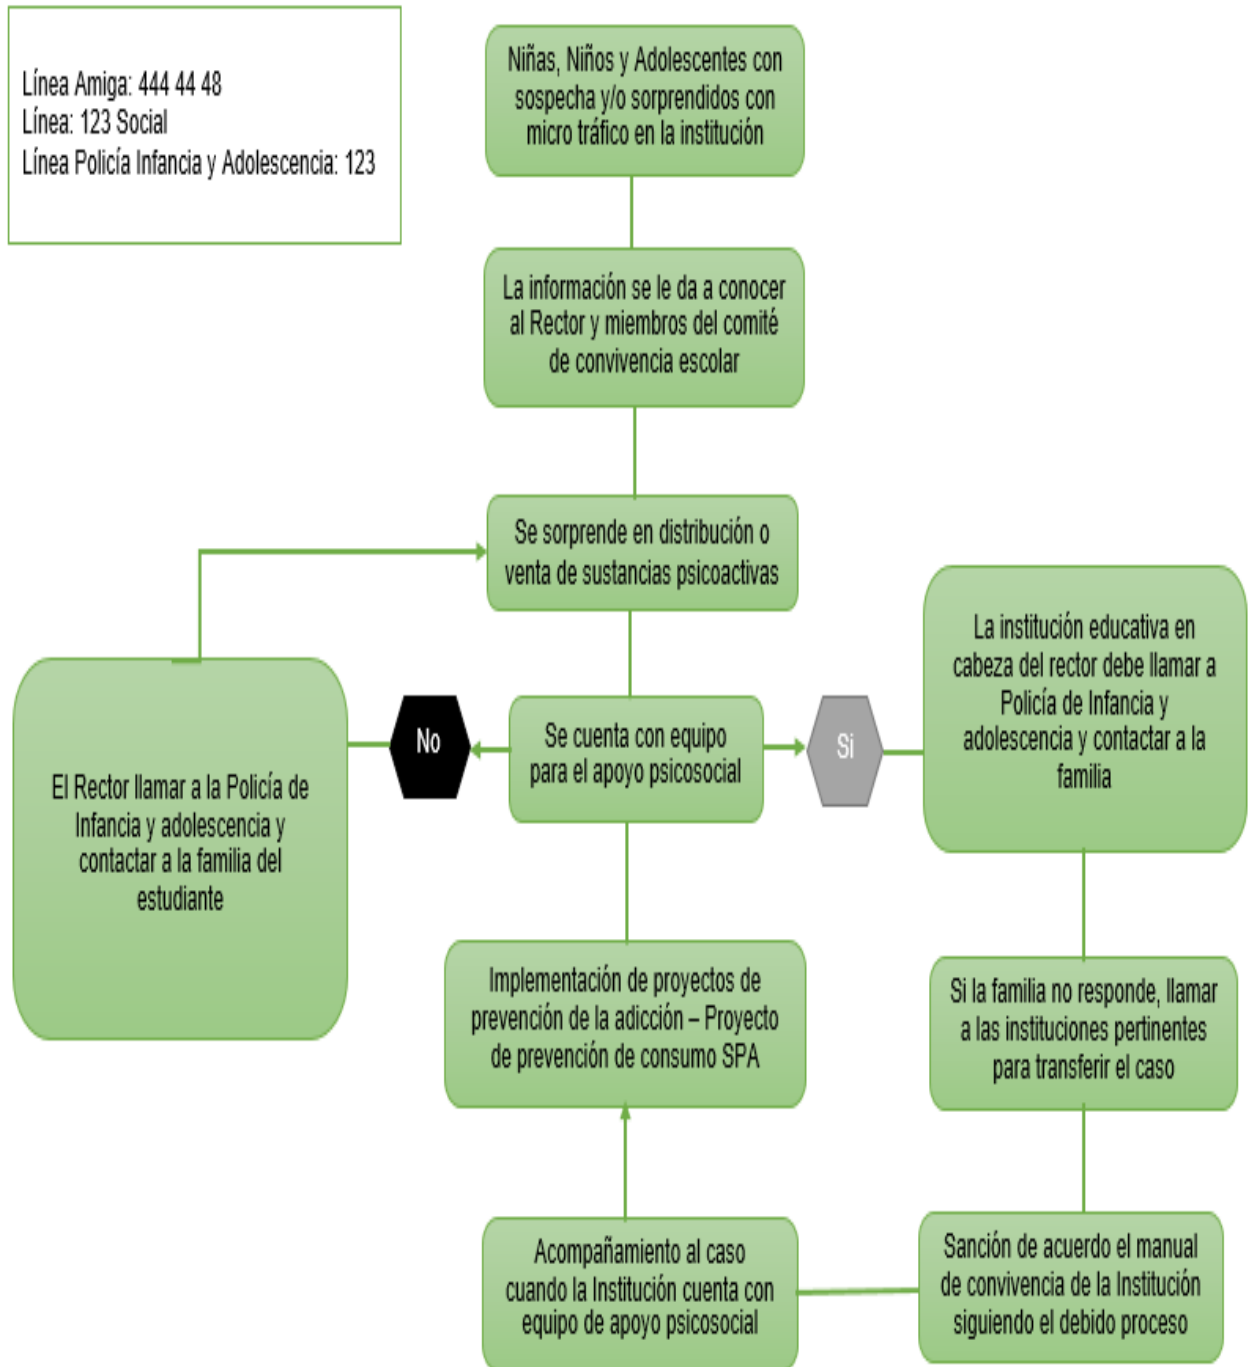 Línea Amiga: 444 44 48
Línea: 123 Social
Línea Policía Infancia y Adolescencia: 123
Niñas, Niños y Adolescentes con
sospecha y/o sorprendidos con
micro tráfico en la institución
La información se le da a conocer
al Rector y miembros del comité
de convivencia escolar
Se sorprende en distribución o
venta de sustancias psicoactivas
Se cuenta con equipo
para el apoyo psicosocial
No
Si
El Rector llamar a la Policía de
Infancia y adolescencia y
contactar a la familia del
estudiante
La institución educativa en
cabeza del rector debe llamar a
Policía de Infancia y
adolescencia y contactar a la
familia
Si la familia no responde, llamar
a las instituciones pertinentes
para transferir el caso
Sanción de acuerdo el manual
de convivencia de la Institución
siguiendo el debido proceso
Acompañamiento al caso
cuando la Institución cuenta con
equipo de apoyo psicosocial
Implementación de proyectos de
prevención de la adicción – Proyecto
de prevención de consumo SPA